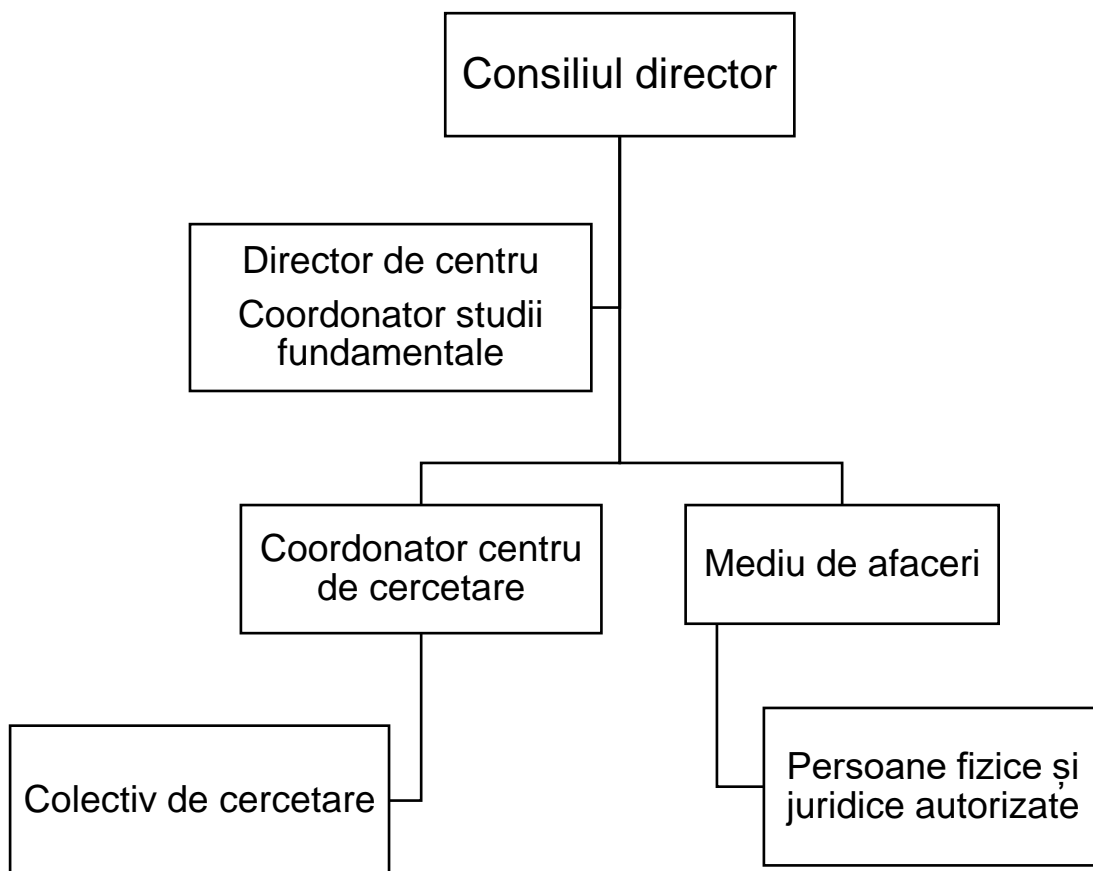 Consiliul director
Director de centru
Coordonator studii
fundamentale
Coordonator centru
de cercetare
Mediu de afaceri
Colectiv de cercetare
Persoane fizice și
juridice autorizate